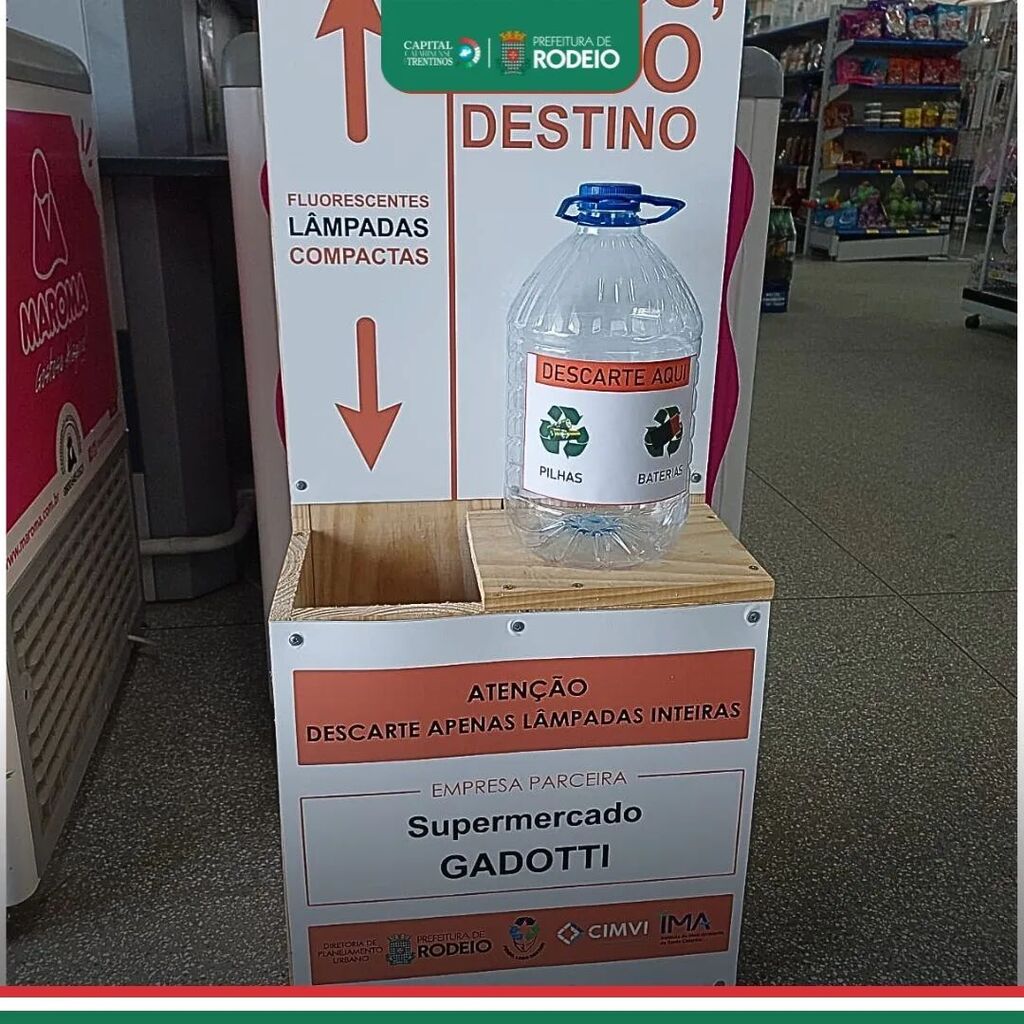 CAPITAL
CATARINENSE
DOS TRENTINOS
PREFEITURA DE
RODEIO
DESTINO
FLUORESCENTES
LÂMPADAS
COMPACTAS
DESCARTE AQUI
PILHAS
BATERIAS
MAROMA
www.maroma.com.br
ATENÇÃO
DESCARTE APENAS LÂMPADAS INTEIRAS
EMPRESA PARCEIRA
Supermercado
GADOTTI
DIRETORIA DE
PLANEJAMENTO
URBANO
PREFEITURA DE
RODEIO
CIMVI
IMA